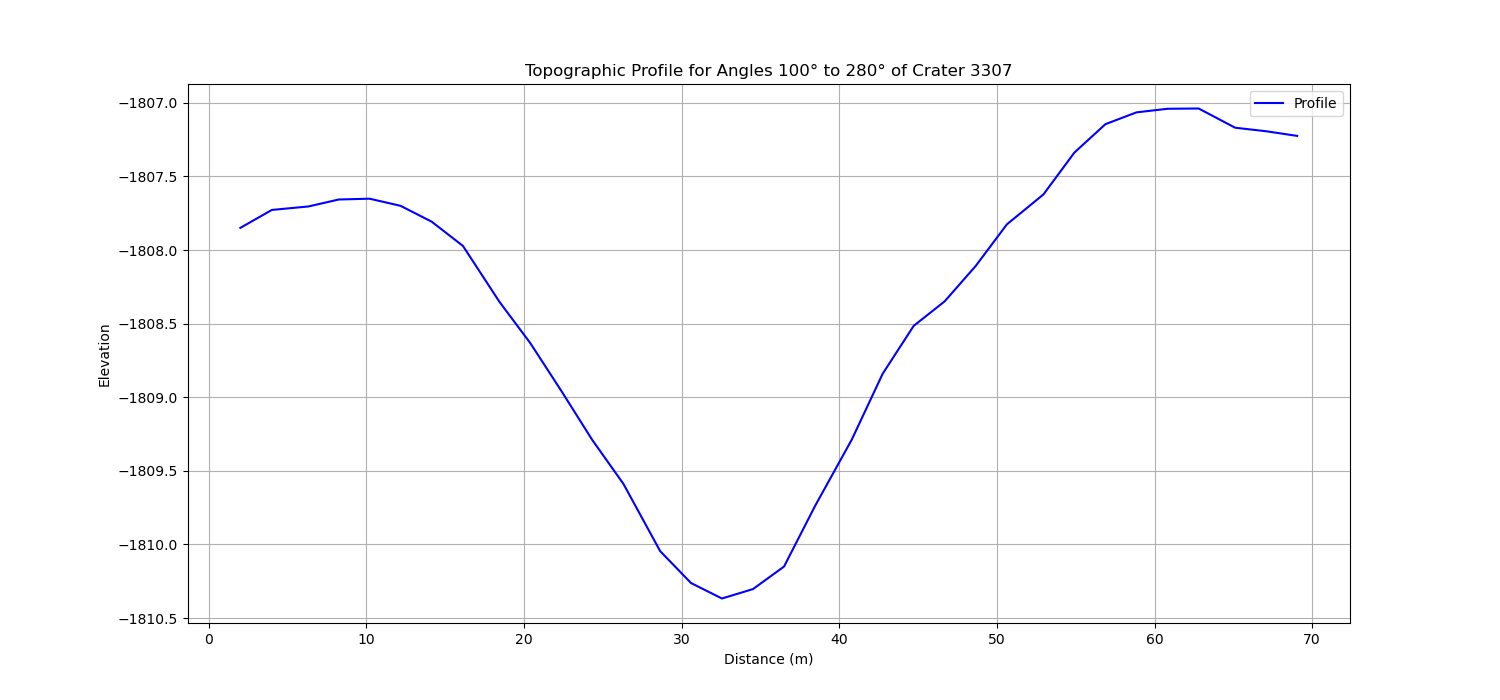 Topographic Profile for Angles 100° to 280° of Crater 3307
Profile
Elevation
−1807.0
−1807.5
−1808.0
−1808.5
−1809.0
−1809.5
−1810.0
−1810.5
0 10 20 30 40 50 60 70
Distance (m)